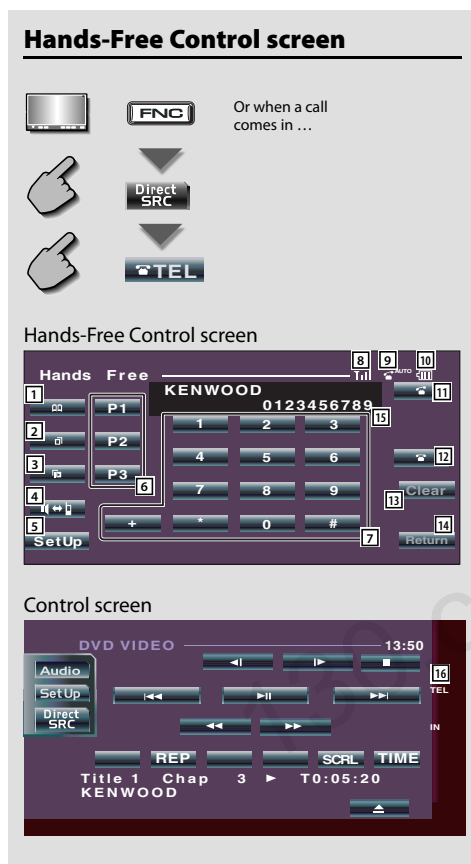 Hands-Free Control screen
FNC
Or when a call
comes in …
Direct
SRC
TEL
Hands-Free Control screen
Hands Free
8 9 AUTO 10
KENWOOD
0123456789
1
2
3
4
5
6
7
11
12
13
14
15
P1
P2
P3
1 2 3
4 5 6
7 8 9
+ * 0 #
Clear
SetUp
Return
Control screen
DVD VIDEO 13:50
Audio
SetUp
Direct
SRC
16
TEL
IN
REP SCRL TIME
Title 1 Chap 3 ► T0:05:20
KENWOOD